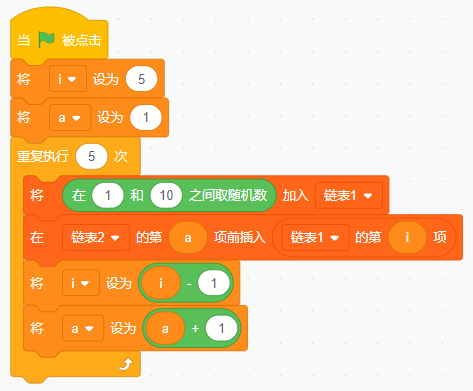 当 被点击
将 i 设为 5
将 a 设为 1
重复执行 5 次
将 在 1 和 10 之间取随机数 加入 链表1
在 链表2 的第 a 项前插入 链表1 的第 i 项
将 i 设为 i - 1
将 a 设为 a + 1